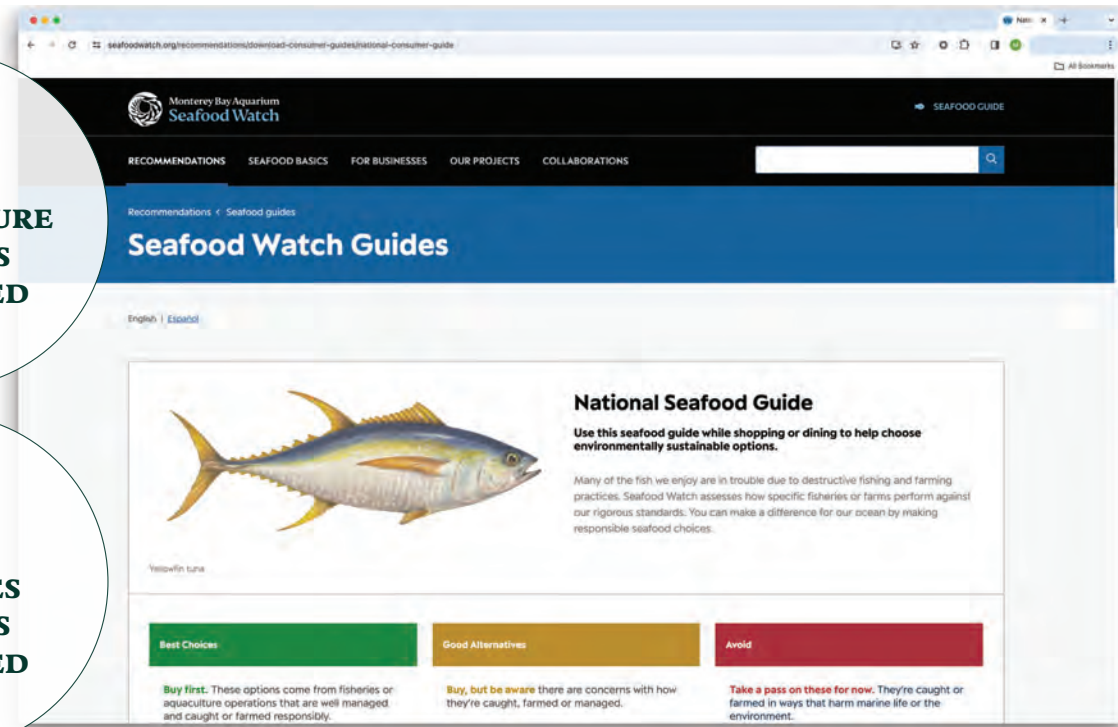 Natio
seafoodwatch.org/recommendations/download-consumer-guides/national-consumer-guide
All Bookmarks
Monterey Bay Aquarium
Seafood Watch
SEAFOOD GUIDE
RECOMMENDATIONS SEAFOOD BASICS FOR BUSINESSES OUR PROJECTS COLLABORATIONS
URE
S
ED
Recommendations < Seafood guides
Seafood Watch Guides
English | Español
National Seafood Guide
Use this seafood guide while shopping or dining to help choose
environmentally sustainable options.
Many of the fish we enjoy are in trouble due to destructive fishing and farming
practices. Seafood Watch assesses how specific fisheries or farms perform against
our rigorous standards. You can make a difference for our ocean by making
responsible seafood choices.
Yellowfin tuna
ES
S
ED
Best Choices
Buy first. These options come from fisheries or
aquaculture operations that are well managed
and caught or farmed responsibly.
Good Alternatives
Buy, but be aware there are concerns with how
they're caught, farmed or managed.
Avoid
Take a pass on these for now. They're caught or
farmed in ways that harm marine life or the
environment.